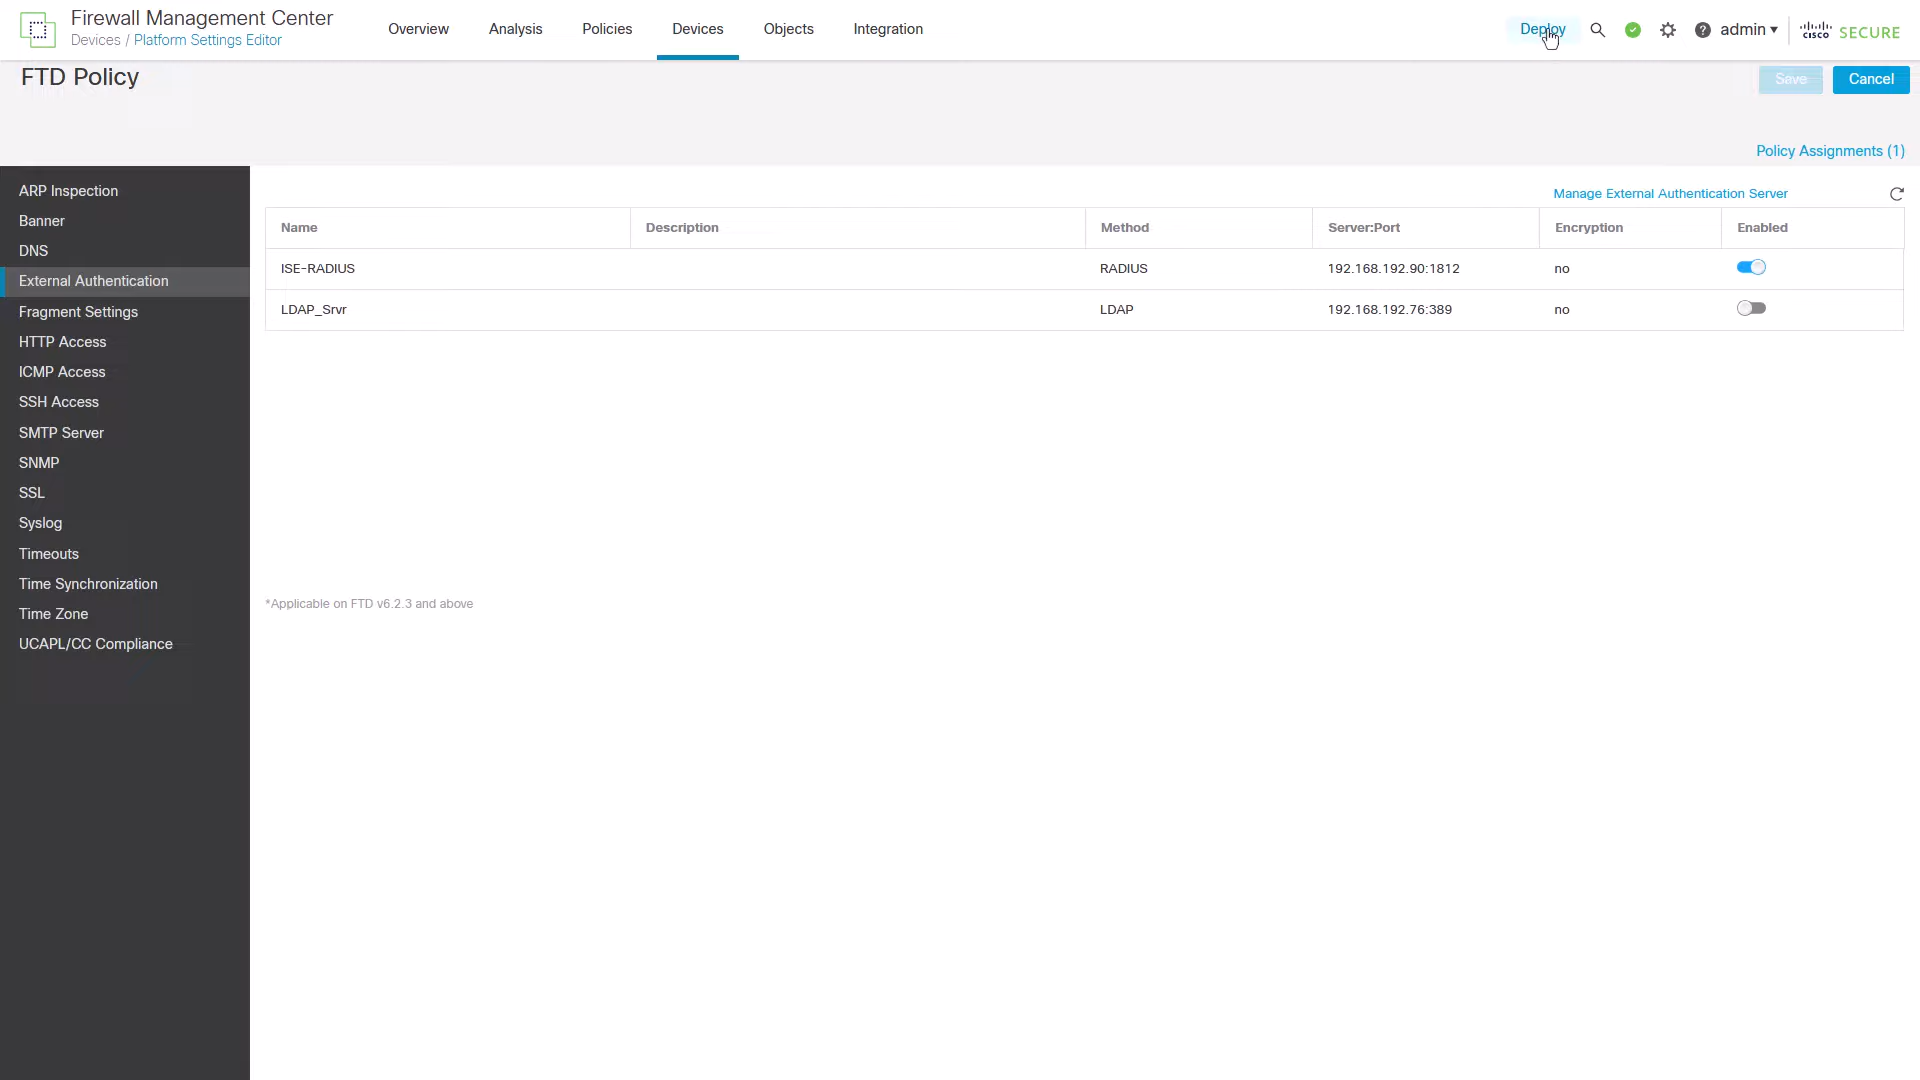 Firewall Management Center
Devices / Platform Settings Editor
Overview
Analysis
Policies
Devices
Objects
Integration
Deploy
admin
CISCO SECURE
FTD Policy
Save
Cancel
Policy Assignments (1)
ARP Inspection
Banner
DNS
External Authentication
Fragment Settings
HTTP Access
ICMP Access
SSH Access
SMTP Server
SNMP
SSL
Syslog
Timeouts
Time Synchronization
Time Zone
UCAPL/CC Compliance
Manage External Authentication Server
Name Description Method Server:Port Encryption Enabled
ISE-RADIUS RADIUS 192.168.192.90:1812 no
LDAP_Srvr LDAP 192.168.192.76:389 no
*Applicable on FTD v6.2.3 and above